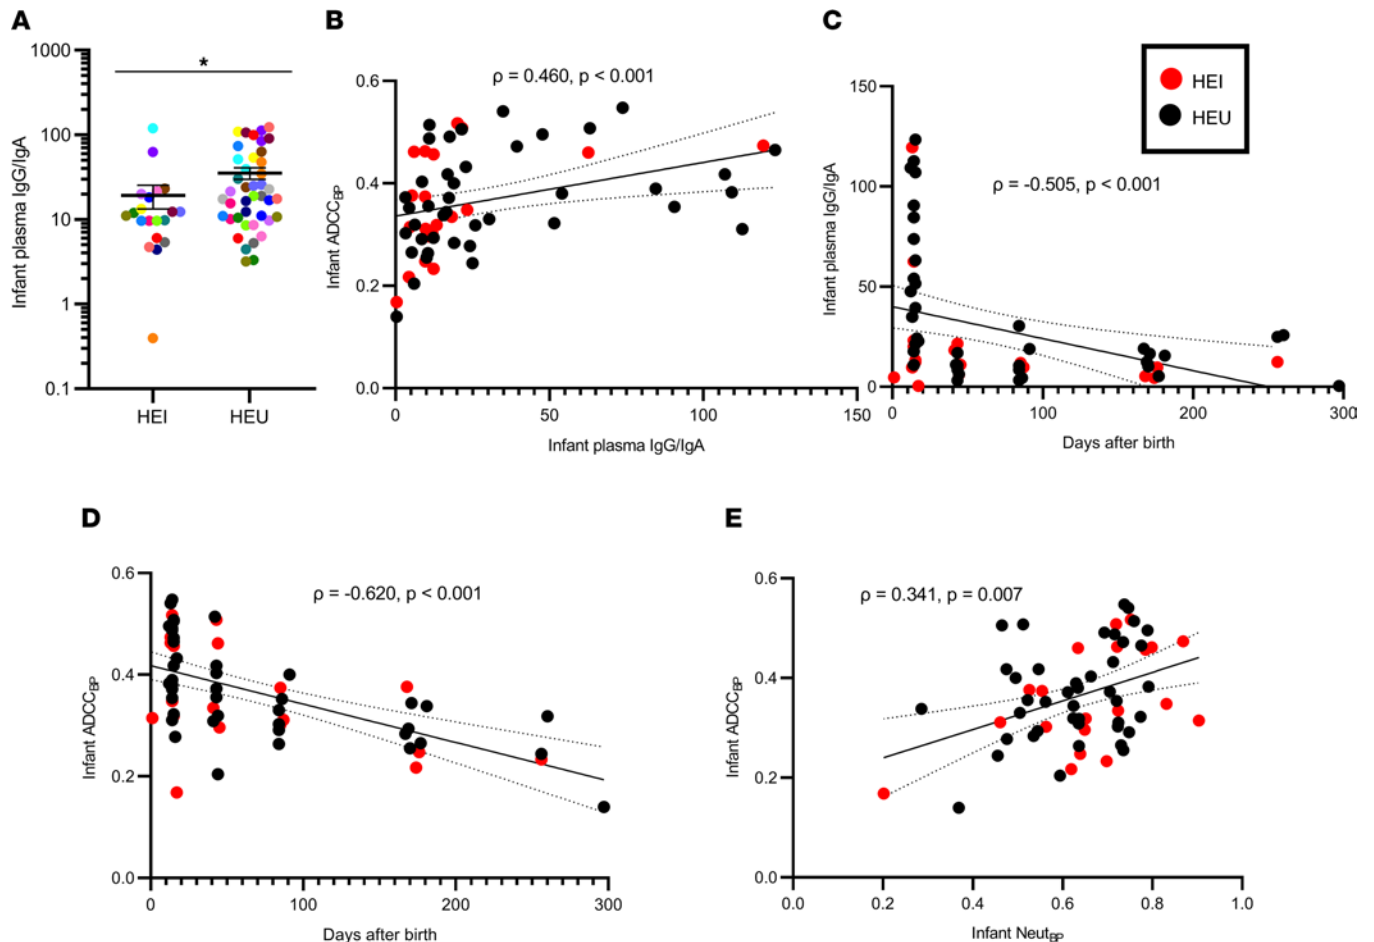 A
Infant plasma IgG/IgA
1000
100
10
1
0.1
*
HEI
HEU
B
Infant ADCC_BP
0.6
0.4
0.2
0.0
ρ = 0.460, p < 0.001
0
50
100
150
Infant plasma IgG/IgA
C
Infant plasma IgG/IgA
150
100
50
0
HEI
HEU
ρ = -0.505, p < 0.001
0
100
200
300
Days after birth
D
Infant ADCC_BP
0.6
0.4
0.2
0.0
ρ = -0.620, p < 0.001
0
100
200
300
Days after birth
E
Infant ADCC_BP
0.6
0.4
0.2
0.0
ρ = 0.341, p = 0.007
0.0
0.2
0.4
0.6
0.8
1.0
Infant Neut_BP